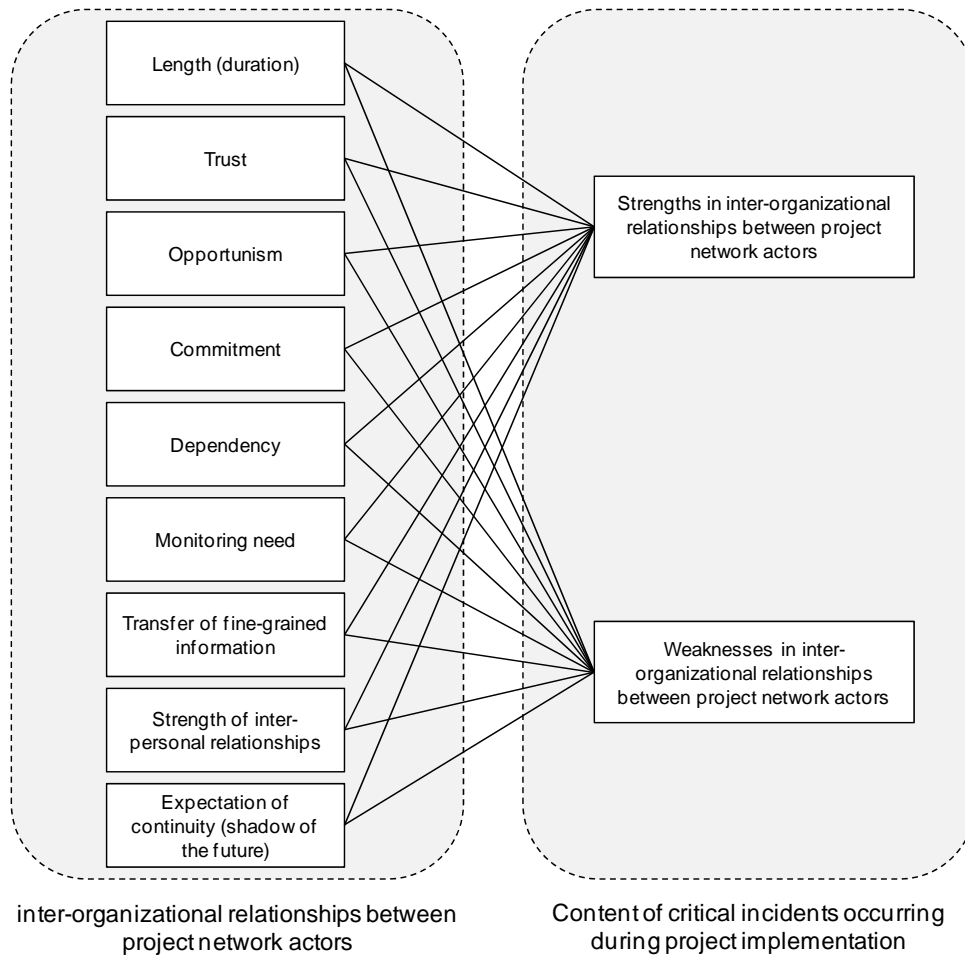 Length (duration)
Trust
Opportunism
Commitment
Dependency
Monitoring need
Transfer of fine-grained
information
Strength of inter-
personal relationships
Expectation of
continuity (shadow of
the future)
inter-organizational relationships between
project network actors
Strengths in inter-organizational
relationships between project
network actors
Weaknesses in inter-
organizational relationships
between project network actors
Content of critical incidents occurring
during project implementation